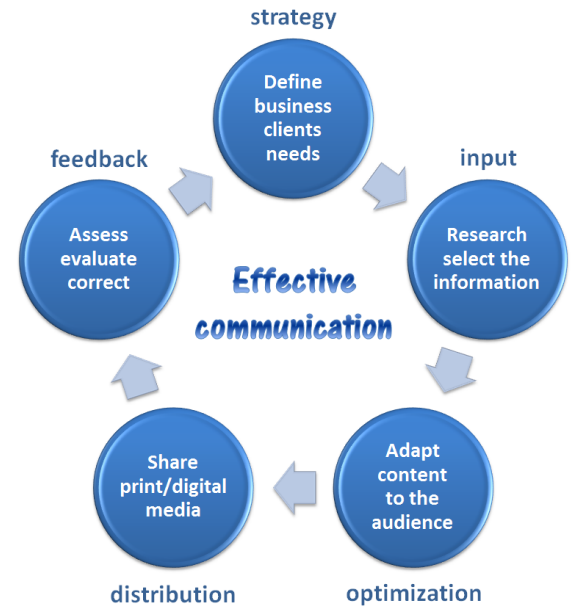 strategy
Define
business
clients
needs
input
Research
select the
information
optimization
Adapt
content
to the
audience
distribution
Share
print/digital
media
feedback
Assess
evaluate
correct
Effective
communication